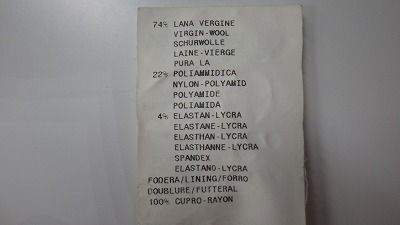 74% LANA VERGINE
VIRGIN-WOOL
SCHURWOLLE
LAINE-VIERGE
PURA LA
22% POLIAMMIDICA
NYLON-POLYAMID
POLYAMIDE
POLIAMIDA
4% ELASTAN-LYCRA
ELASTANE-LYCRA
ELASTHAN-LYCRA
ELASTHANNE-LYCRA
SPANDEX
ELASTANO-LYCRA
FODERA/LINING/FORRO
DOUBLURE/FUTTERAL
100% CUPRO-RAYON